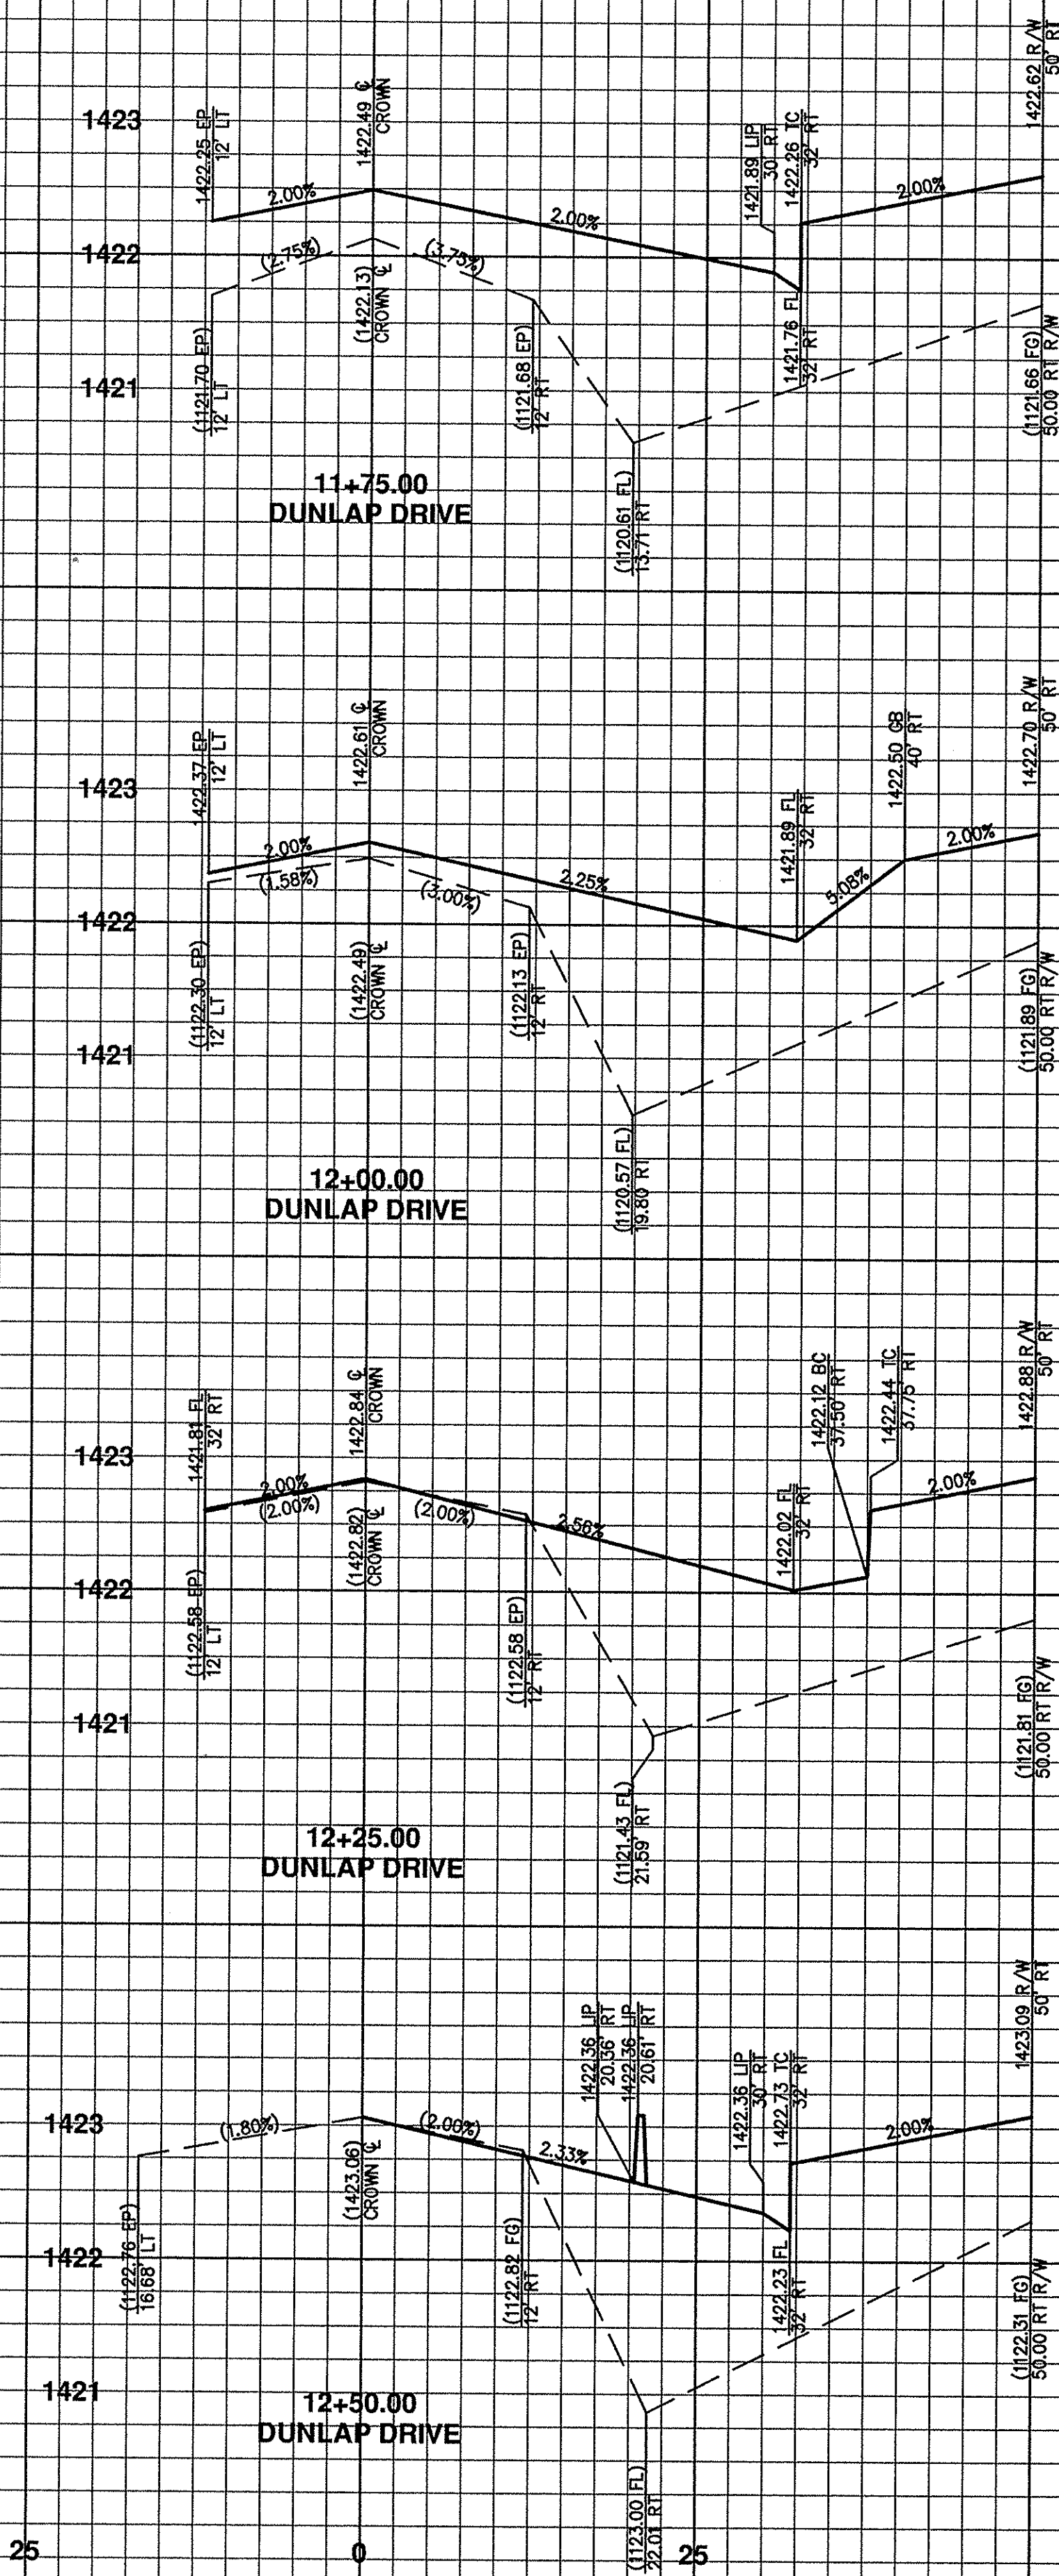 1422.62 R/W
50' RT
1423
1422.25 EP
12' LT
1422.49 ℄
CROWN
1421.89 LIP
30' RT
1422.26 TC
32' RT
2.00%
2.00%
2.00%
1422
(2.75%)
(3.75%)
(1422.13)
CROWN ℄
1421.76 FL
32' RT
1421
(1121.70 EP)
12' LT
(1121.68 EP)
12' RT
(1121.66 FG)
50.00 RT R/W
11+75.00
DUNLAP DRIVE
(1120.61 FL)
13.71 RT
1422.37 EP
12' LT
1422.61 ℄
CROWN
1422.50 GB
40' RT
1422.70 R/W
50' RT
1423
1421.89 FL
32' RT
2.00%
2.25%
5.08%
2.00%
(1.58%)
(3.00%)
1422
(1122.30 EP)
12' LT
(1422.49)
CROWN ℄
(1122.13 EP)
12' RT
(1121.89 FG)
50.00 RT R/W
1421
12+00.00
DUNLAP DRIVE
(1120.57 FL)
19.80 RT
1421.81 FL
32' RT
1422.84 ℄
CROWN
1422.12 BC
37.50' RT
1422.44 TC
37.75' RT
1422.88 R/W
50' RT
1423
2.00%
(2.00%)
(2.00%)
2.56%
1422.02 FL
32' RT
2.00%
1422
(1122.58 EP)
12' LT
(1422.82)
CROWN ℄
(1122.58 EP)
12' RT
(1121.81 FG)
50.00 RT R/W
1421
12+25.00
DUNLAP DRIVE
(1121.43 FL)
21.59' RT
1422.36 LIP
20.36' RT
1422.36 LIP
20.61' RT
1422.36 LIP
30' RT
1422.73 TC
32' RT
1423.09 R/W
50' RT
1423
(1.80%)
(2.00%)
2.33%
2.00%
1422
(1122.76 EP)
16.68' LT
(1423.06)
CROWN ℄
(1122.82 FG)
12' RT
1422.23 FL
32' RT
(1122.31 FG)
50.00 RT R/W
1421
12+50.00
DUNLAP DRIVE
(1123.00 FL)
22.01 RT
25
0
25